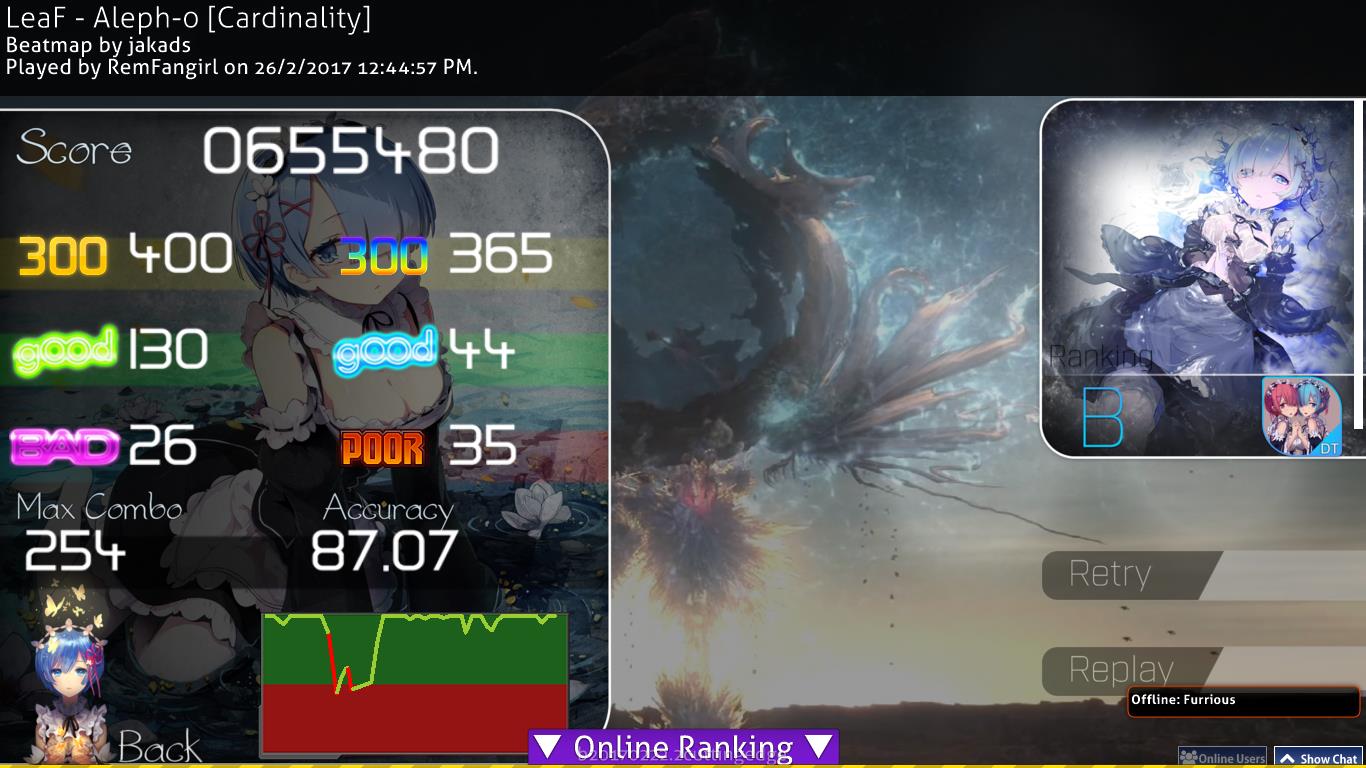 LeaF - Aleph-0 [Cardinality]
Beatmap by jakads
Played by RemFangirl on 26/2/2017 12:44:57 PM.
Score 0655480
300 400 300 365
good 130 good 44
BAD 26 POOR 35
Max Combo Accuracy
254 87.07
Ranking
B
DT
Retry
Replay
Offline: Furrious
Back
▼ Online Ranking ▼
Online Users
Show Chat